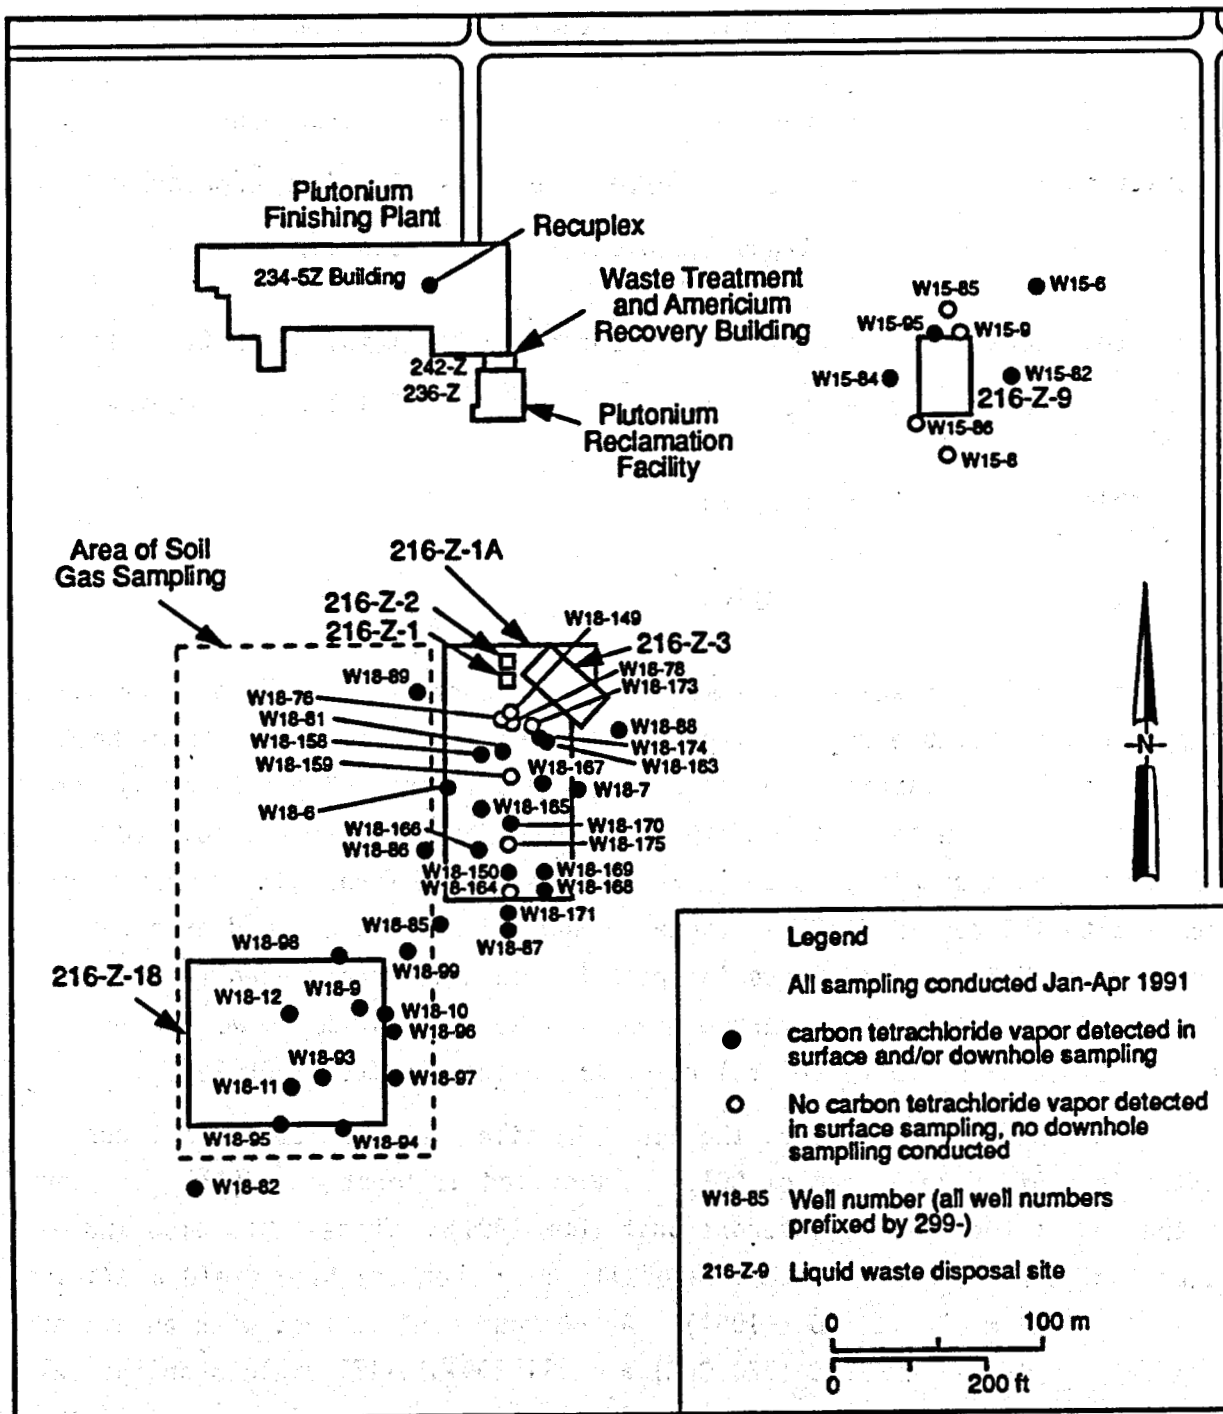 Plutonium
Finishing Plant
Recuplex
234-5Z Building
Waste Treatment
and Americium
Recovery Building
242-Z
236-Z
Plutonium
Reclamation
Facility
W15-85
W15-6
W15-95
W15-9
W15-84
W15-82
216-Z-9
W15-86
W15-8
Area of Soil
Gas Sampling
216-Z-1A
216-Z-2
216-Z-1
W18-149
216-Z-3
W18-78
W18-173
W18-89
W18-76
W18-81
W18-158
W18-159
W18-88
W18-174
W18-163
W18-167
W18-7
W18-6
W18-165
W18-166
W18-170
W18-86
W18-175
W18-150
W18-169
W18-164
W18-168
W18-171
W18-85
W18-87
W18-98
W18-99
216-Z-18
W18-12
W18-9
W18-10
W18-96
W18-93
W18-11
W18-97
W18-95
W18-94
W18-82
N
Legend
All sampling conducted Jan-Apr 1991
carbon tetrachloride vapor detected in
surface and/or downhole sampling
No carbon tetrachloride vapor detected
in surface sampling, no downhole
sampling conducted
W18-85 Well number (all well numbers
prefixed by 299-)
216-Z-9 Liquid waste disposal site
0 100 m
0 200 ft